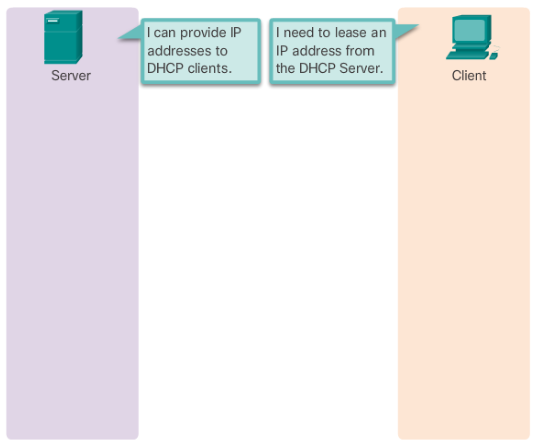 I can provide IP
addresses to
DHCP clients.
I need to lease an
IP address from
the DHCP Server.
Server
Client